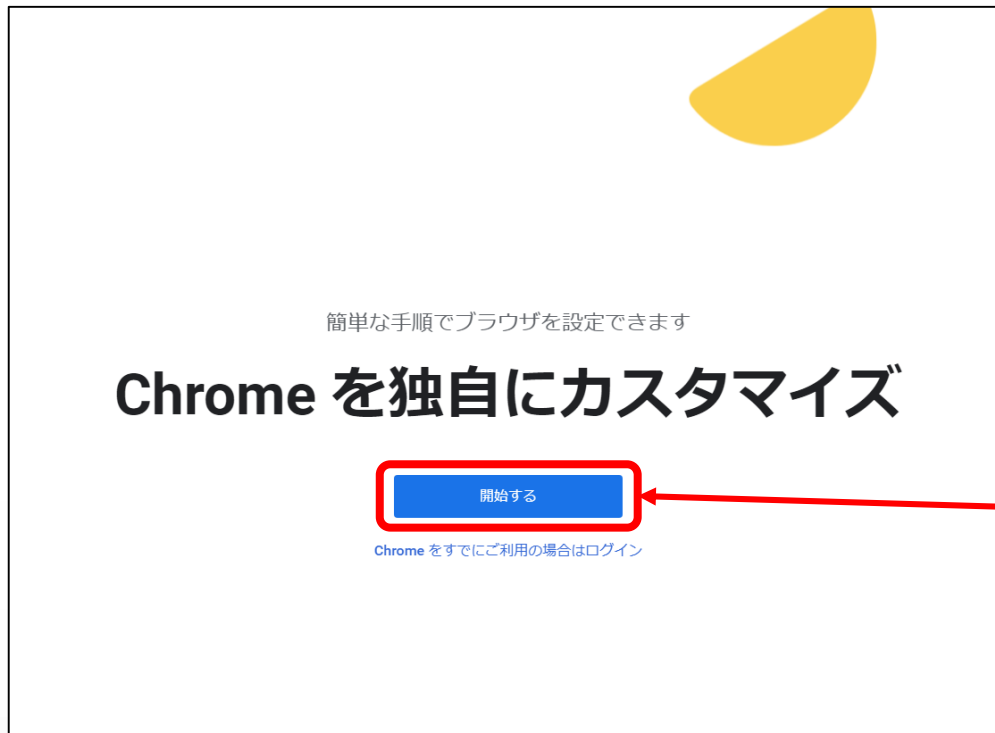 簡単な手順でブラウザを設定できます
Chrome を独自にカスタマイズ
開始する
Chrome をすでにご利用の場合はログイン